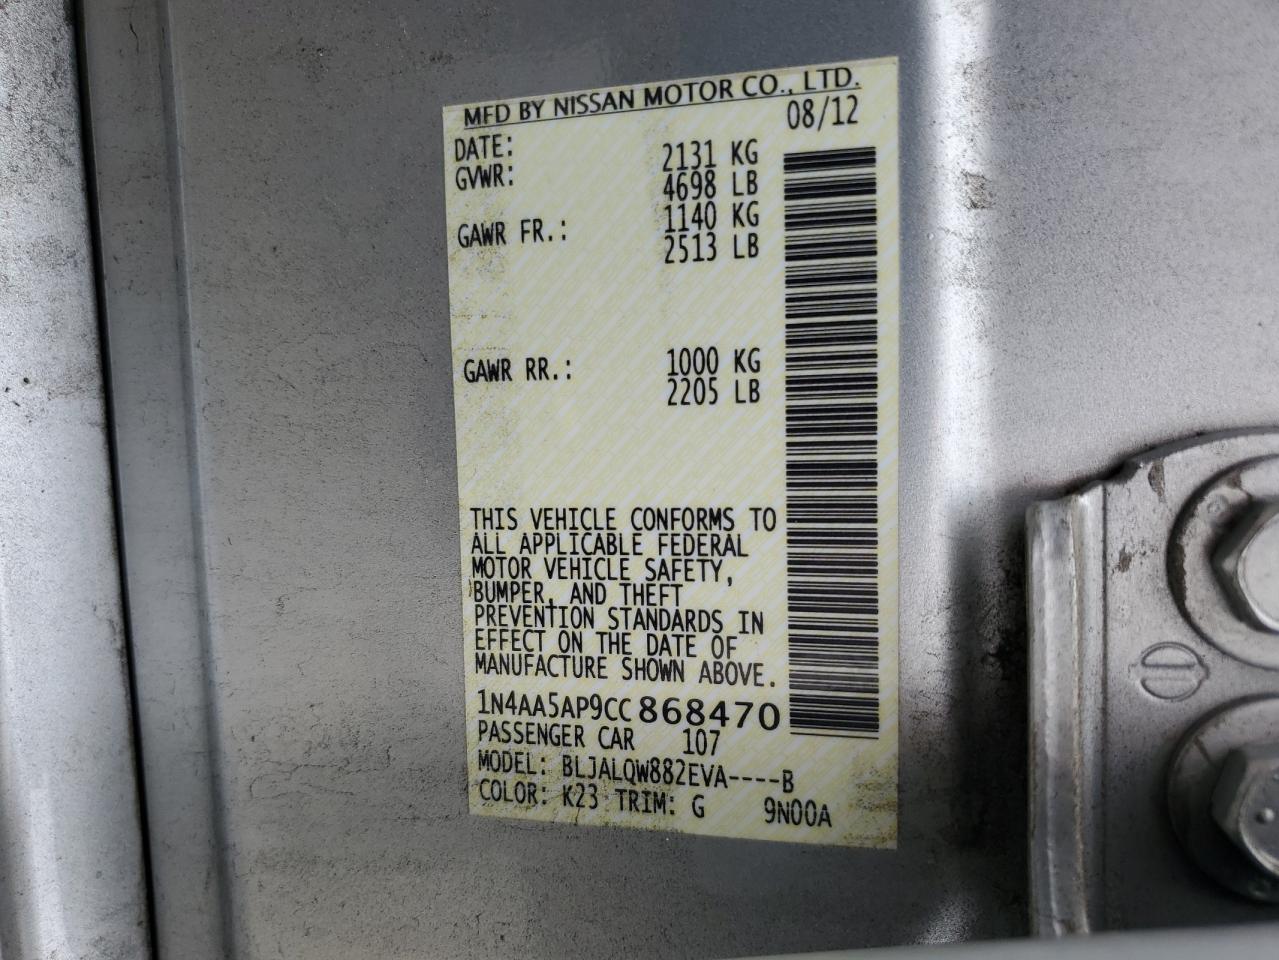 MFD BY NISSAN MOTOR CO., LTD.
DATE: 08/12
GVWR: 2131 KG
4698 LB
GAWR FR.: 1140 KG
2513 LB
GAWR RR.: 1000 KG
2205 LB
THIS VEHICLE CONFORMS TO
ALL APPLICABLE FEDERAL
MOTOR VEHICLE SAFETY,
BUMPER, AND THEFT
PREVENTION STANDARDS IN
EFFECT ON THE DATE OF
MANUFACTURE SHOWN ABOVE.
1N4AA5AP9CC868470
PASSENGER CAR 107
MODEL: BLJALQW882EVA----B
COLOR: K23 TRIM: G 9N00A